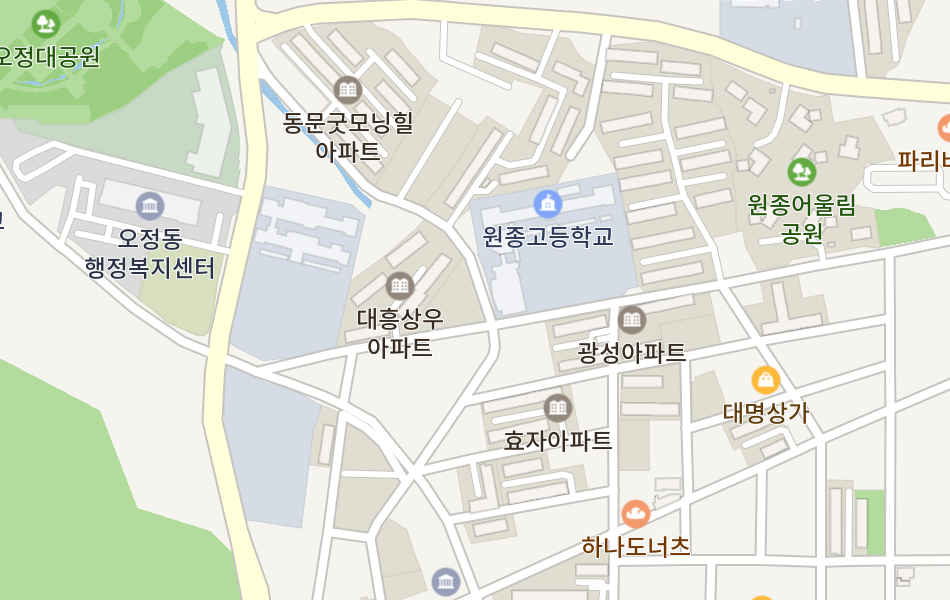 오정대공원
동문굿모닝힐
아파트
파리바
오정동
행정복지센터
원종고등학교
원종어울림
공원
대흥상우
아파트
광성아파트
대명상가
효자아파트
하나도너츠